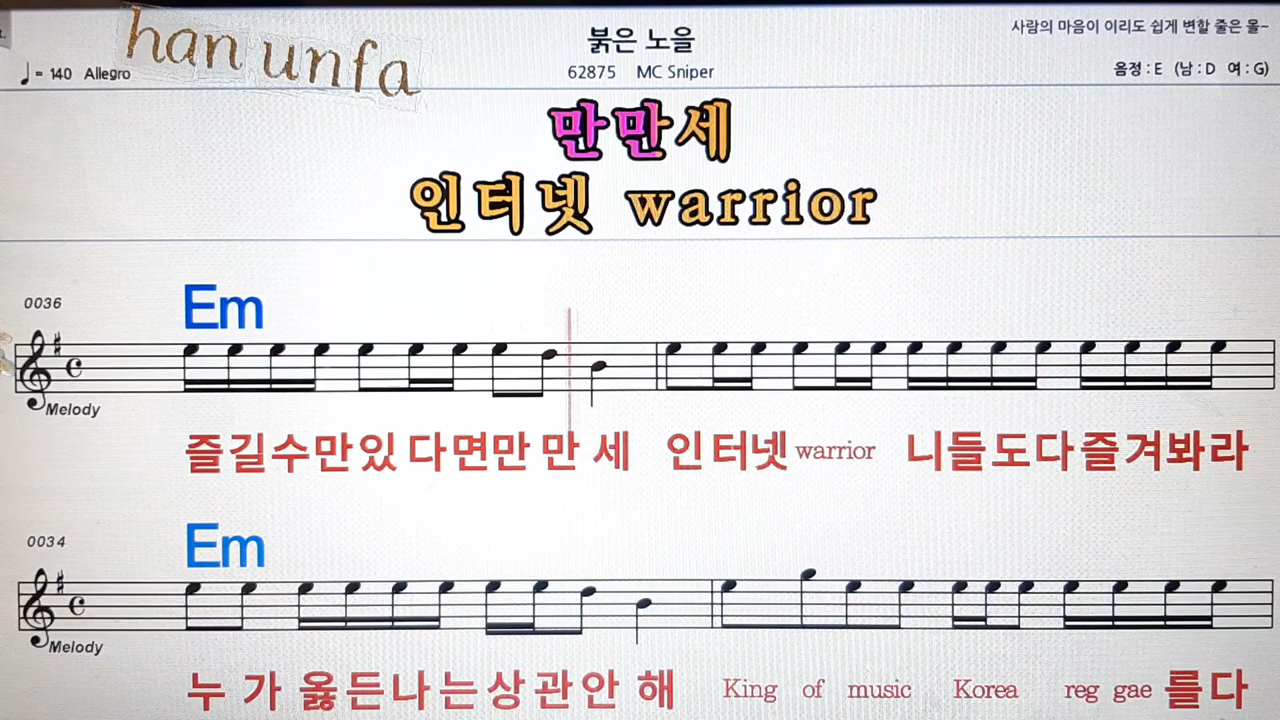 han unfa
붉은 노을
사람의 마음이 이리도 쉽게 변할 줄은 몰~
♩= 140 Allegro
62875 MC Sniper
음정 : E (남 : D 여 : G)
만만세
인터넷 warrior
0036
Em
Melody
즐길수만있다면만만세 인터넷 warrior 니들도다즐겨봐라
0034
Em
Melody
누가옳든나는상관안해 King of music Korea reg gae 를다